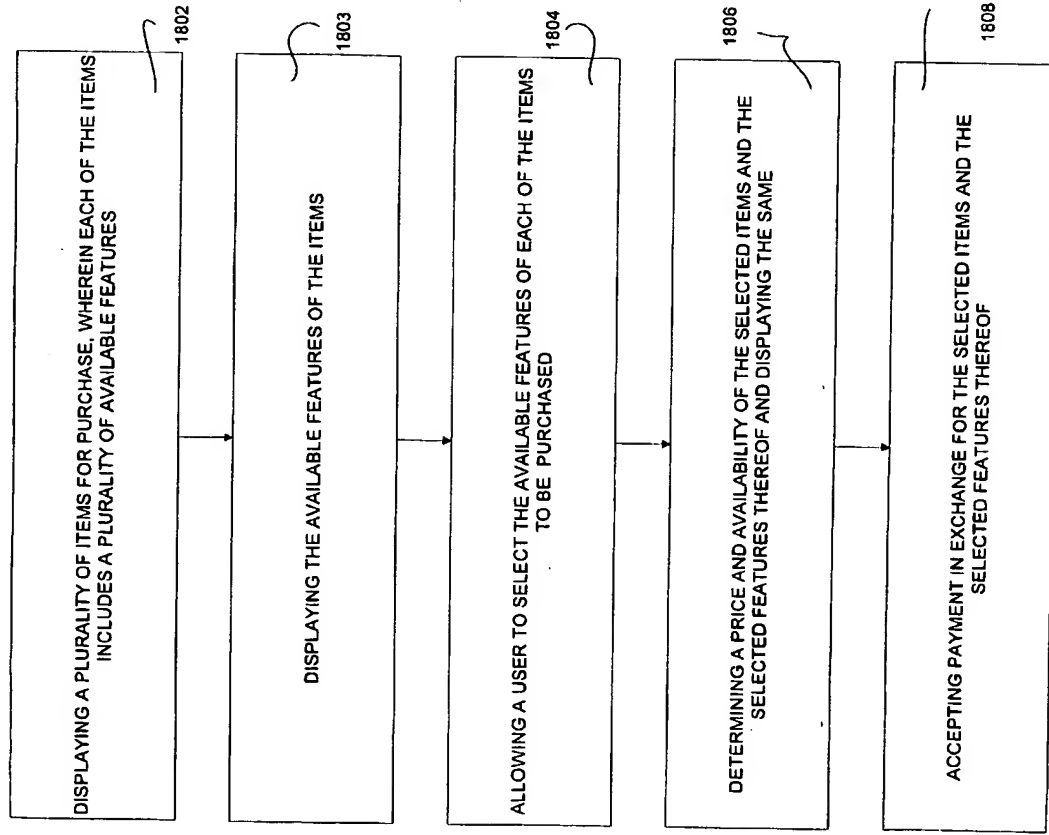 DISPLAYING A PLURALITY OF ITEMS FOR PURCHASE, WHEREIN EACH OF THE ITEMS
INCLUDES A PLURALITY OF AVAILABLE FEATURES
1802
DISPLAYING THE AVAILABLE FEATURES OF THE ITEMS
1803
ALLOWING A USER TO SELECT THE AVAILABLE FEATURES OF EACH OF THE ITEMS
TO BE PURCHASED
1804
DETERMINING A PRICE AND AVAILABILITY OF THE SELECTED ITEMS AND THE
SELECTED FEATURES THEREOF AND DISPLAYING THE SAME
1806
ACCEPTING PAYMENT IN EXCHANGE FOR THE SELECTED ITEMS AND THE
SELECTED FEATURES THEREOF
1808